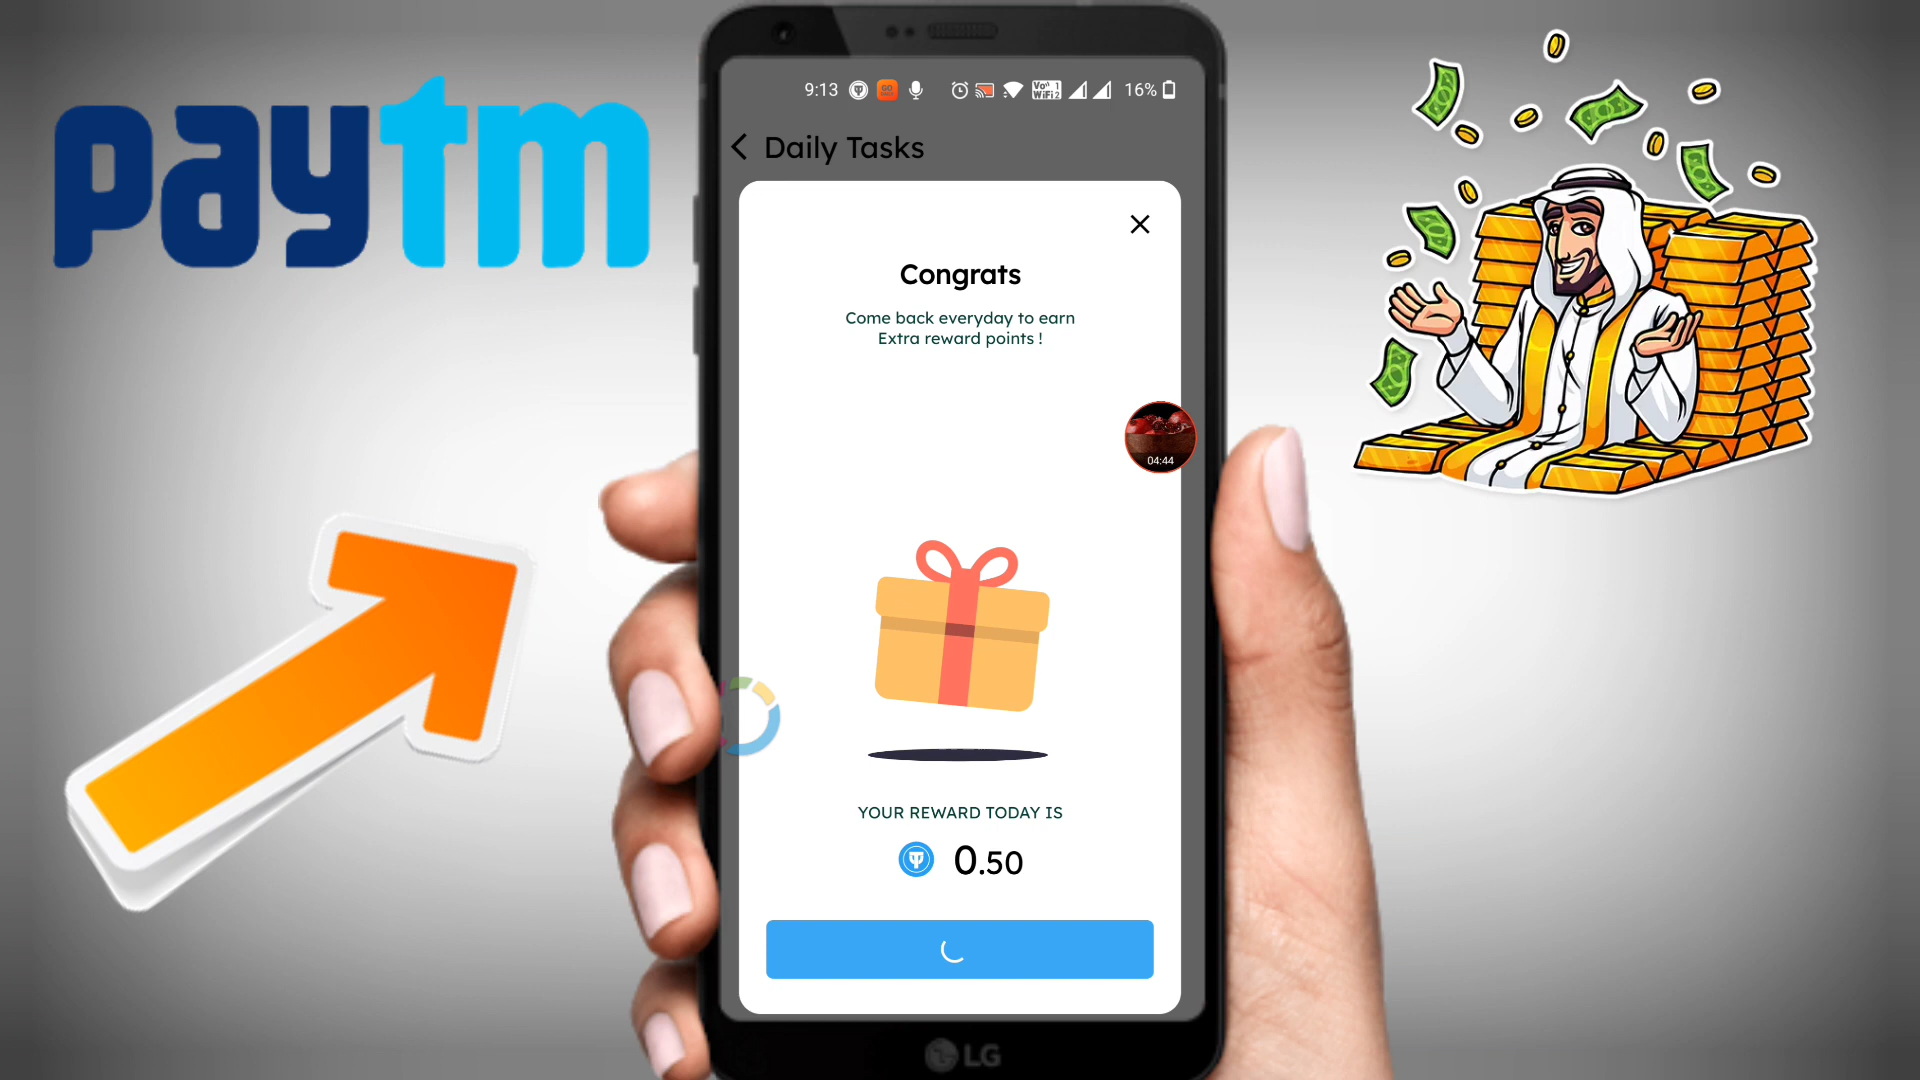 paytm
9:13
16%
Daily Tasks
Congrats
Come back everyday to earn
Extra reward points !
04:44
YOUR REWARD TODAY IS
0.50
LG